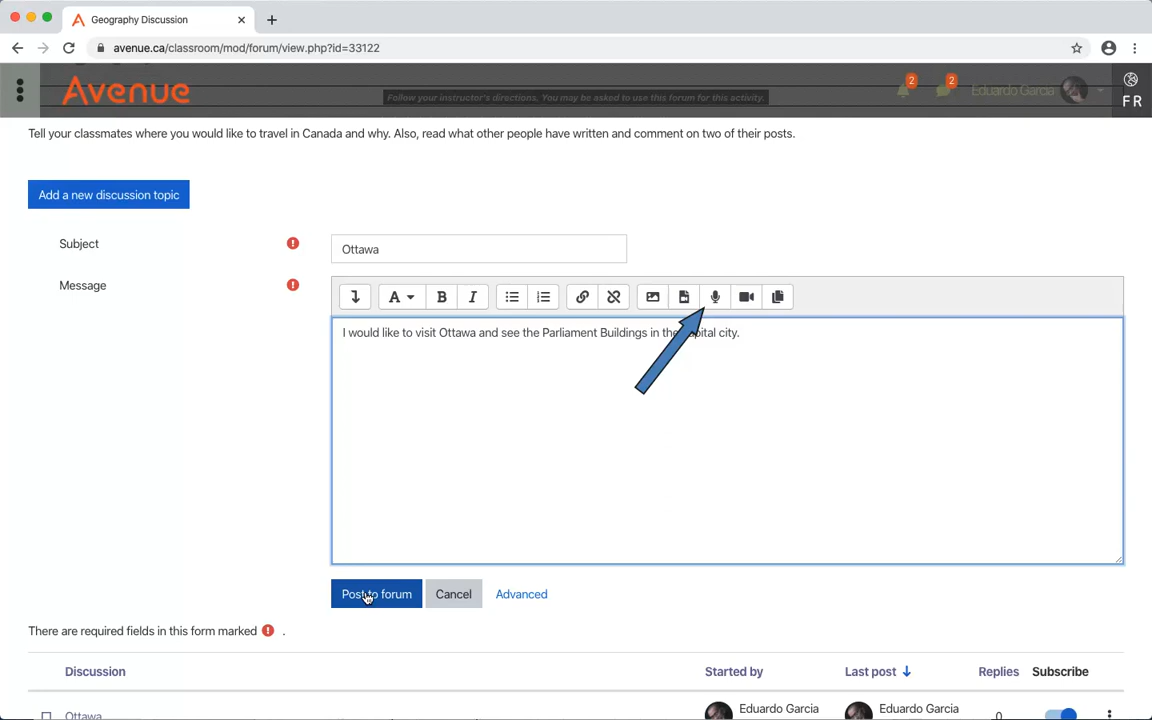 Geography Discussion
avenue.ca/classroom/mod/forum/view.php?id=33122
Avenue
Follow your instructor's directions. You may be asked to use this forum for this activity.
2
2
Eduardo Garcia
FR
Tell your classmates where you would like to travel in Canada and why. Also, read what other people have written and comment on two of their posts.
Add a new discussion topic
Subject
Ottawa
Message
A
B
I
I would like to visit Ottawa and see the Parliament Buildings in the capital city.
Post to forum
Cancel
Advanced
There are required fields in this form marked .
Discussion
Started by
Last post
Replies
Subscribe
Ottawa
Eduardo Garcia
Eduardo Garcia
0